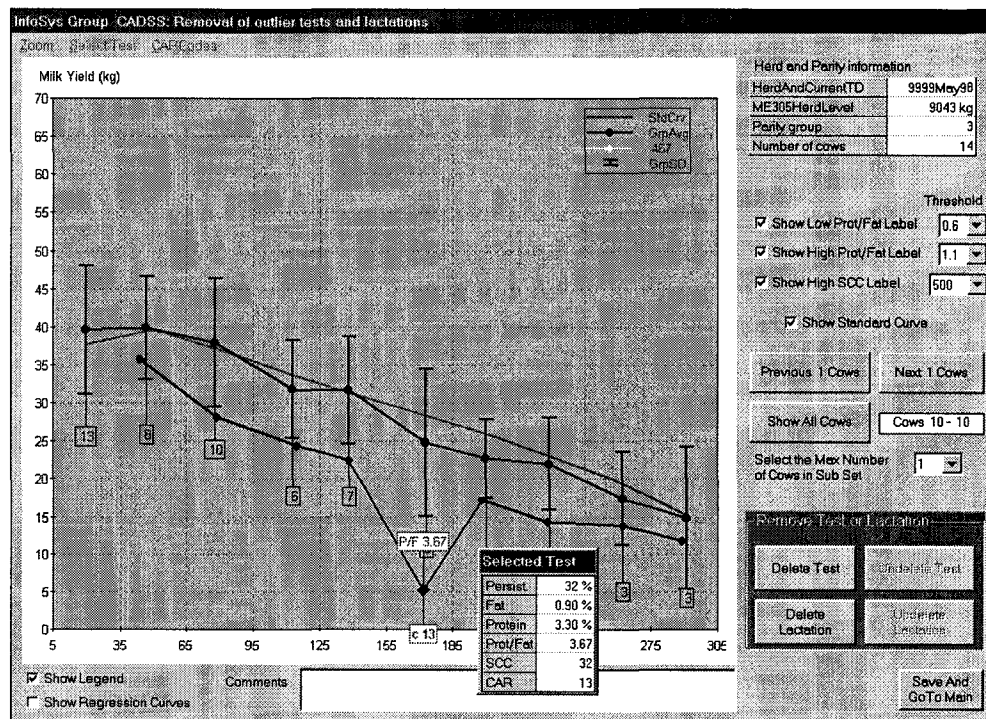 InfoSys Group CADSS: Removal of outlier tests and lactations
Zoom Select Test CARCodes
Milk Yield (kg)
70
65
60
55
50
45
40
35
30
25
20
15
10
5
0
5 35 65 95 125 155 185 275 305
StdCrv
GrpAvg
467
GrpSD
13 8 10 6 7 3 3
P/F 3.67
c 13
Selected Test
Persist. 32 %
Fat 0.90 %
Protein 3.30 %
Prot/Fat 3.67
SCC 32
CAR 13
Herd and Parity information
HerdAndCurrentTD 9999May98
ME305HerdLevel 9043 kg
Parity group 3
Number of cows 14
Threshold
Show Low Prot/Fat Label 0.6
Show High Prot/Fat Label 1.1
Show High SCC Label 500
Show Standard Curve
Previous 1 Cows Next 1 Cows
Show All Cows Cows 10 - 10
Select the Max Number 1
of Cows in Sub Set
Remove Test or Lactation
Delete Test Undelete Test
Delete Lactation Undelete Lactation
Show Legend
Show Regression Curves
Comments
Save And
GoTo Main